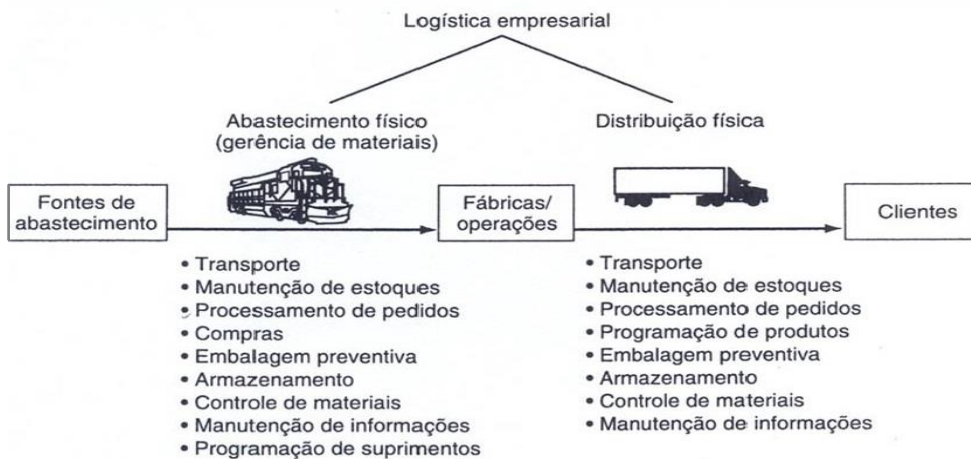 Logística empresarial
Abastecimento físico
(gerência de materiais)
Distribuição física
Fontes de
abastecimento
Fábricas/
operações
Clientes
• Transporte
• Manutenção de estoques
• Processamento de pedidos
• Compras
• Embalagem preventiva
• Armazenamento
• Controle de materiais
• Manutenção de informações
• Programação de suprimentos
• Transporte
• Manutenção de estoques
• Processamento de pedidos
• Programação de produtos
• Embalagem preventiva
• Armazenamento
• Controle de materiais
• Manutenção de informações